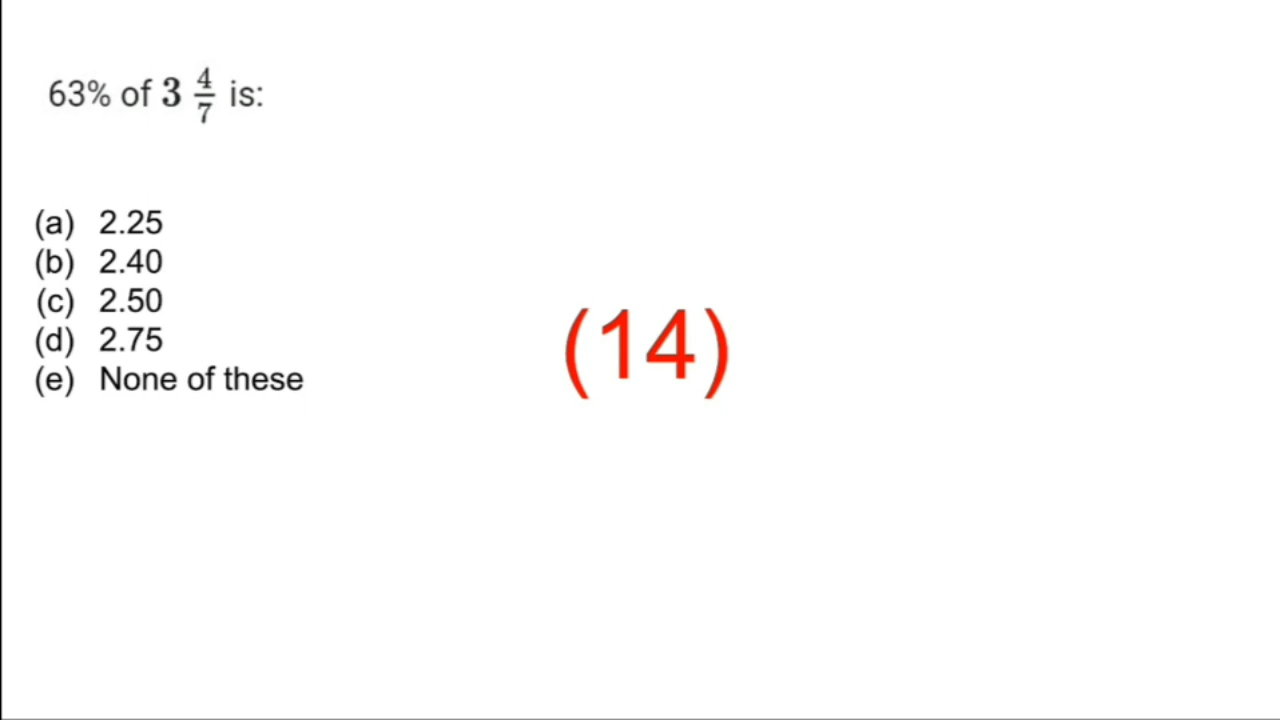 63% of 3 4/7 is:
(a) 2.25
(b) 2.40
(c) 2.50
(d) 2.75
(e) None of these
(14)